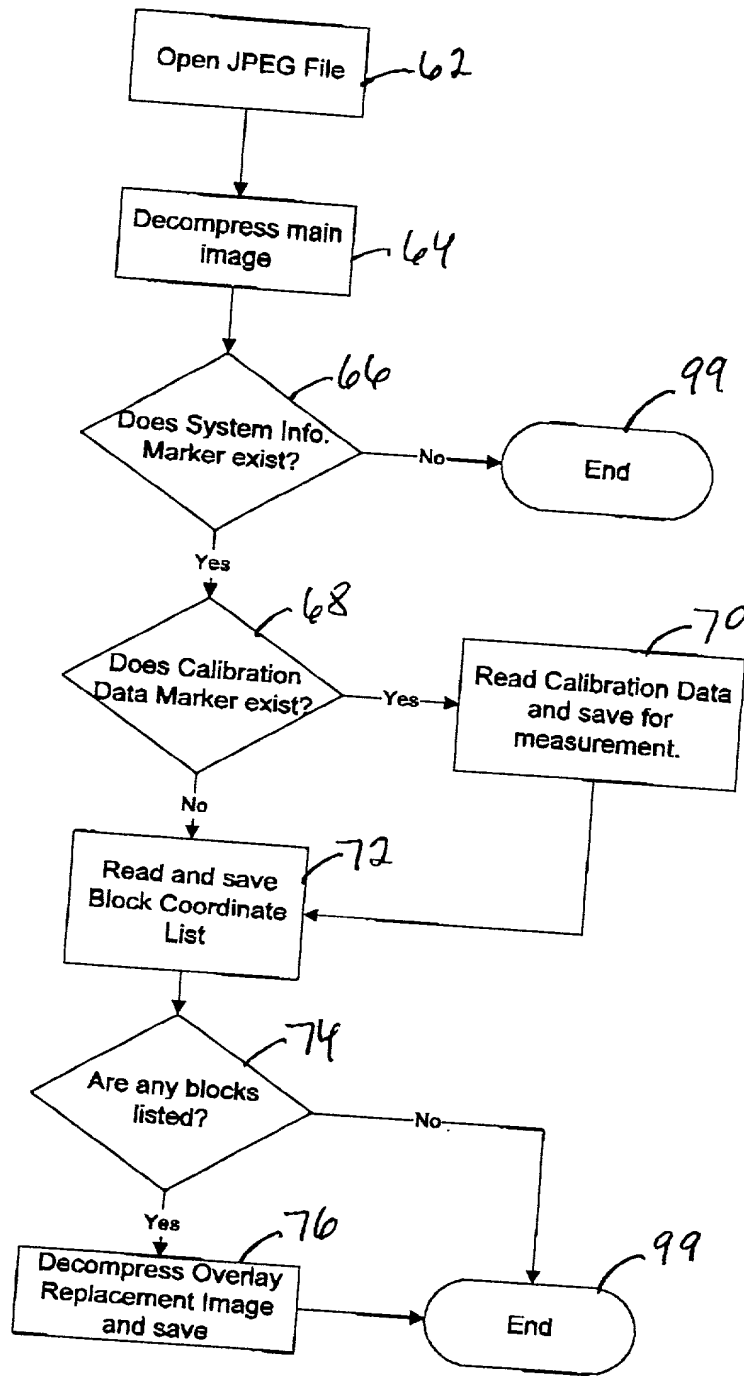 Open JPEG File
62
Decompress main
image
64
66
Does System Info.
Marker exist?
No
99
End
Yes
68
Does Calibration
Data Marker exist?
Yes
70
Read Calibration Data
and save for
measurement.
No
72
Read and save
Block Coordinate
List
74
Are any blocks
listed?
No
Yes
76
Decompress Overlay
Replacement Image
and save
99
End